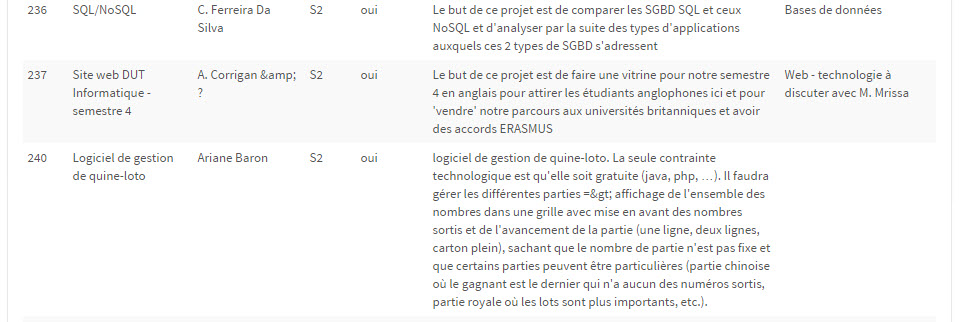 236 SQL/NoSQL C. Ferreira Da S2 oui Le but de ce projet est de comparer les SGBD SQL et ceux Bases de données
Silva NoSQL et d'analyser par la suite des types d'applications
auxquels ces 2 types de SGBD s'adressent
237 Site web DUT A. Corrigan &amp; S2 oui Le but de ce projet est de faire une vitrine pour notre semestre Web - technologie à
Informatique - ? 4 en anglais pour attirer les étudiants anglophones ici et pour discuter avec M. Mrissa
semestre 4 'vendre' notre parcours aux universités britanniques et avoir
des accords ERASMUS
240 Logiciel de gestion Ariane Baron S2 oui logiciel de gestion de quine-loto. La seule contrainte
de quine-loto technologique est qu'elle soit gratuite (java, php, …). Il faudra
gérer les différentes parties =&gt; affichage de l'ensemble des
nombres dans une grille avec mise en avant des nombres
sortis et de l'avancement de la partie (une ligne, deux lignes,
carton plein), sachant que le nombre de partie n'est pas fixe et
que certains parties peuvent être particulières (partie chinoise
où le gagnant est le dernier qui n'a aucun des numéros sortis,
partie royale où les lots sont plus importants, etc.).